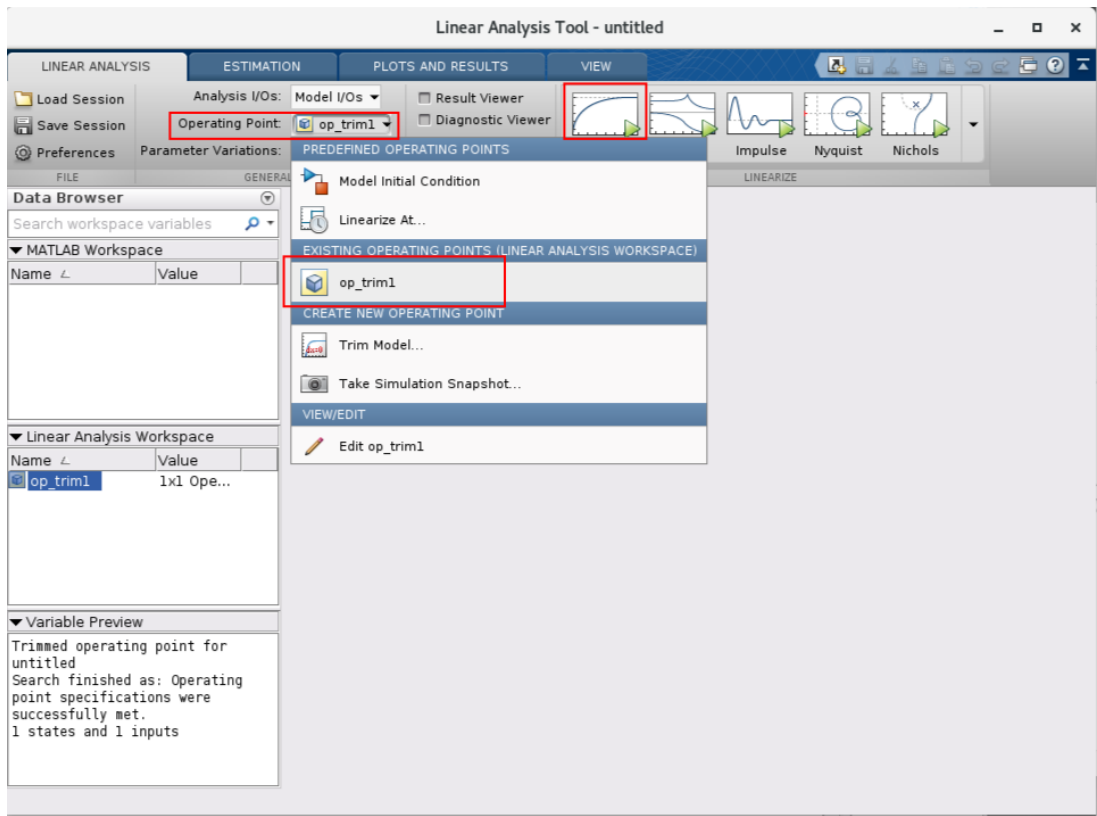 Linear Analysis Tool - untitled
LINEAR ANALYSIS
ESTIMATION
PLOTS AND RESULTS
VIEW
Load Session
Save Session
Preferences
FILE
Analysis I/Os: Model I/Os
Operating Point: op_trim1
Parameter Variations:
GENERAL
Result Viewer
Diagnostic Viewer
Impulse
Nyquist
Nichols
LINEARIZE
PREDEFINED OPERATING POINTS
Model Initial Condition
Linearize At...
EXISTING OPERATING POINTS (LINEAR ANALYSIS WORKSPACE)
op_trim1
CREATE NEW OPERATING POINT
Trim Model...
Take Simulation Snapshot...
VIEW/EDIT
Edit op_trim1
Data Browser
Search workspace variables
MATLAB Workspace
Name Value
Linear Analysis Workspace
Name Value
op_trim1 1x1 Ope...
Variable Preview
Trimmed operating point for
untitled
Search finished as: Operating
point specifications were
successfully met.
1 states and 1 inputs